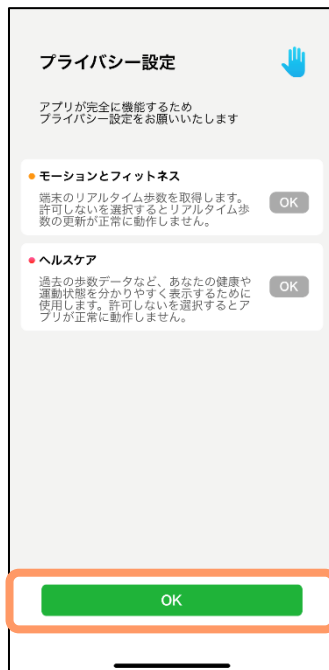 プライバシー設定
アプリが完全に機能するため
プライバシー設定をお願いいたします
モーションとフィットネス
端末のリアルタイム歩数を取得します。
許可しないを選択するとリアルタイム歩
数の更新が正常に動作しません。
OK
ヘルスケア
過去の歩数データなど、あなたの健康や
運動状態を分かりやすく表示するために
使用します。許可しないを選択するとア
プリが正常に動作しません。
OK
OK